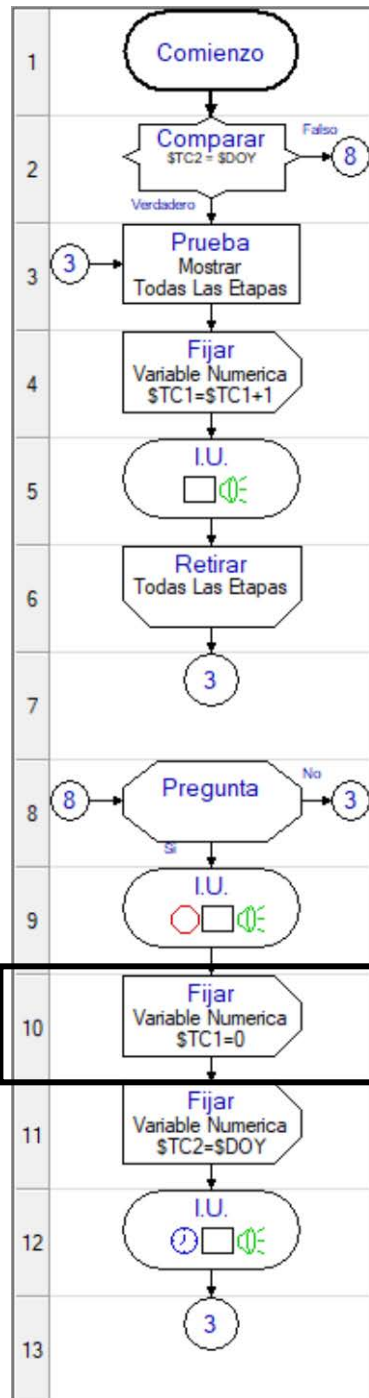 1
Comienzo
2
Comparar
$TC2 = $DOY
Falso
8
Verdadero
3
3
Prueba
Mostrar
Todas Las Etapas
4
Fijar
Variable Numerica
$TC1=$TC1+1
5
I.U.
6
Retirar
Todas Las Etapas
7
3
8
8
Pregunta
No
3
Si
9
I.U.
10
Fijar
Variable Numerica
$TC1=0
11
Fijar
Variable Numerica
$TC2=$DOY
12
I.U.
13
3